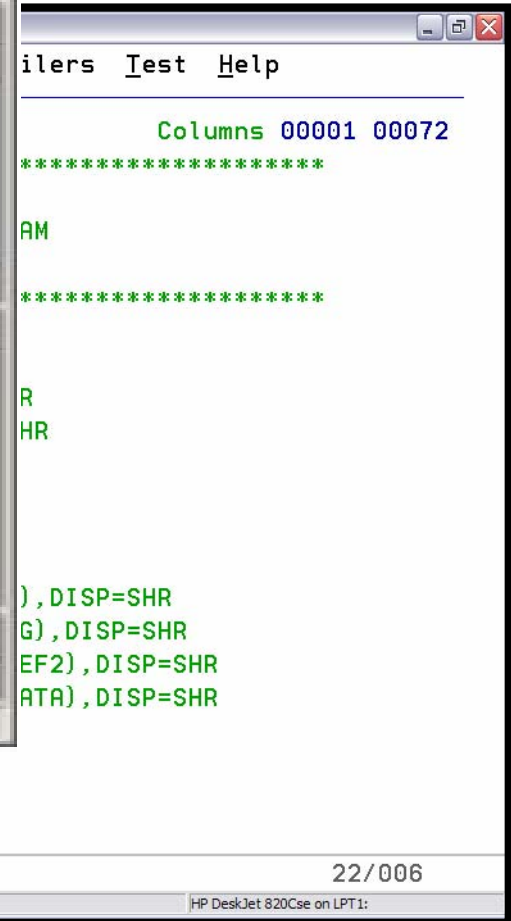 ilers Test Help
Columns 00001 00072
********************
AM
********************
R
HR
),DISP=SHR
G),DISP=SHR
EF2),DISP=SHR
ATA),DISP=SHR
22/006
HP DeskJet 820Cse on LPT1: